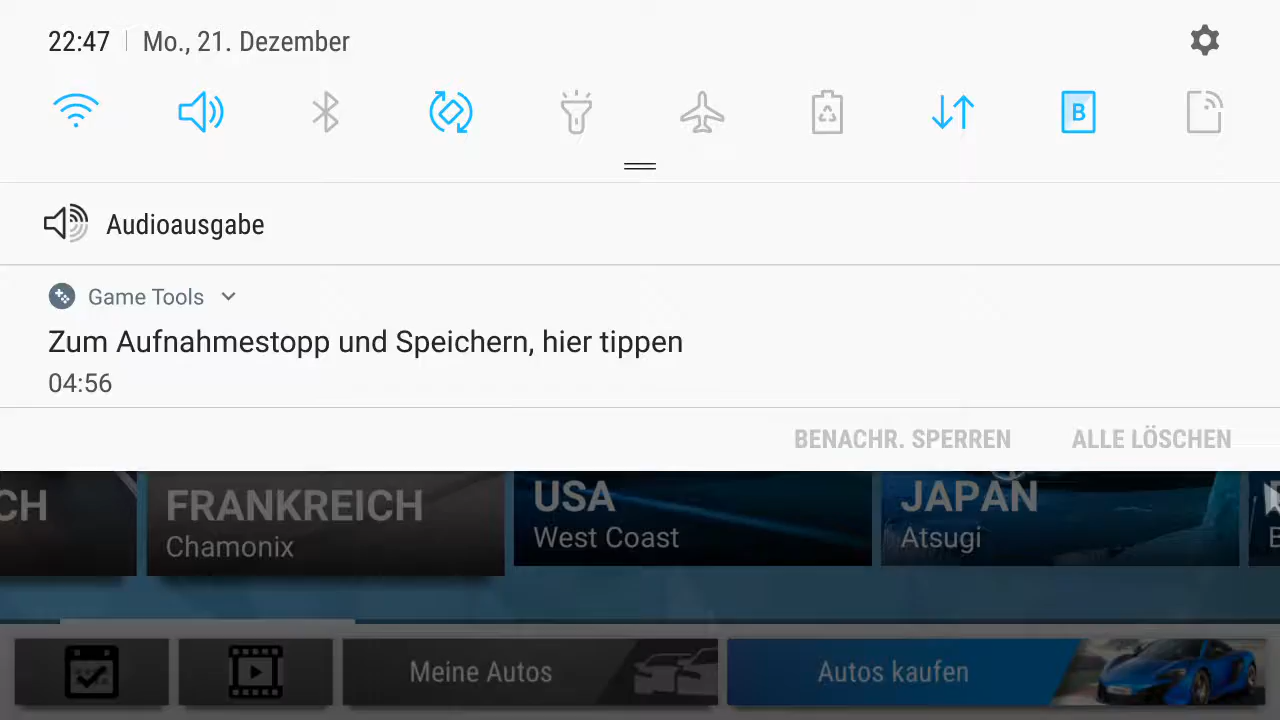 22:47 Mo., 21. Dezember
B
Audioausgabe
Game Tools
Zum Aufnahmestopp und Speichern, hier tippen
04:56
BENACHR. SPERREN ALLE LÖSCHEN
CH FRANKREICH USA JAPAN
Chamonix West Coast Atsugi
Meine Autos Autos kaufen